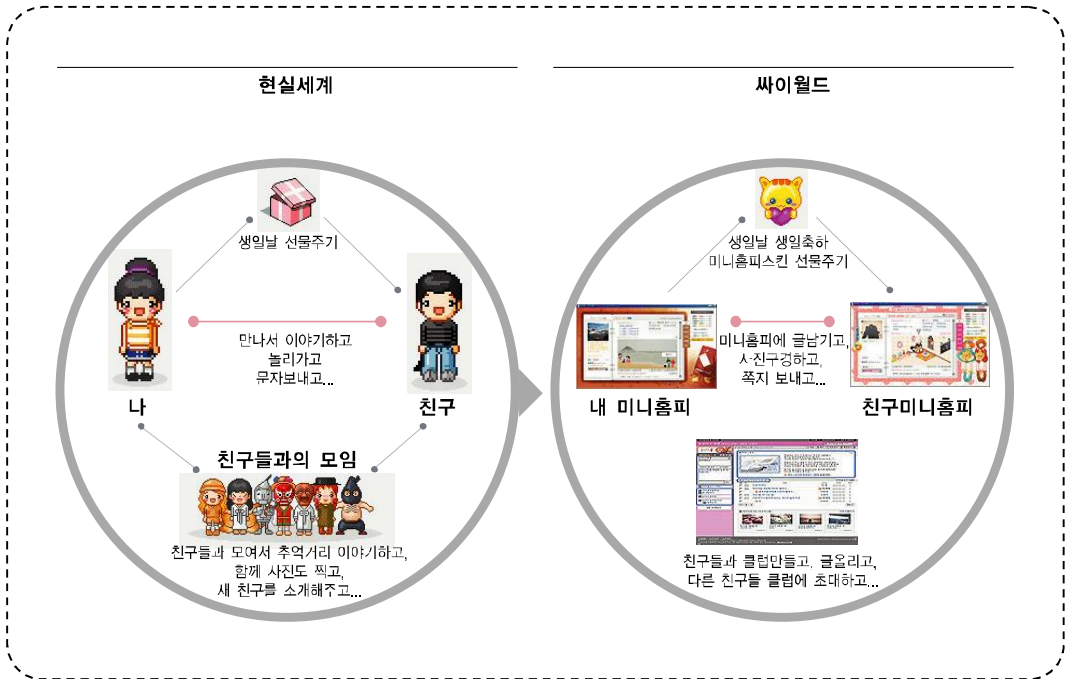 현실세계
생일날 선물주기
만나서 이야기하고
놀러가고
문자보내고...
나
친구
친구들과의 모임
친구들과 모여서 추억거리 이야기하고,
함께 사진도 찍고,
새 친구를 소개해주고...
싸이월드
생일날 생일축하
미니홈피스킨 선물주기
미니홈피에 글남기고,
사진구경하고,
쪽지 보내고...
내 미니홈피
친구미니홈피
친구들과 클럽만들고, 글올리고,
다른 친구들 클럽에 초대하고...